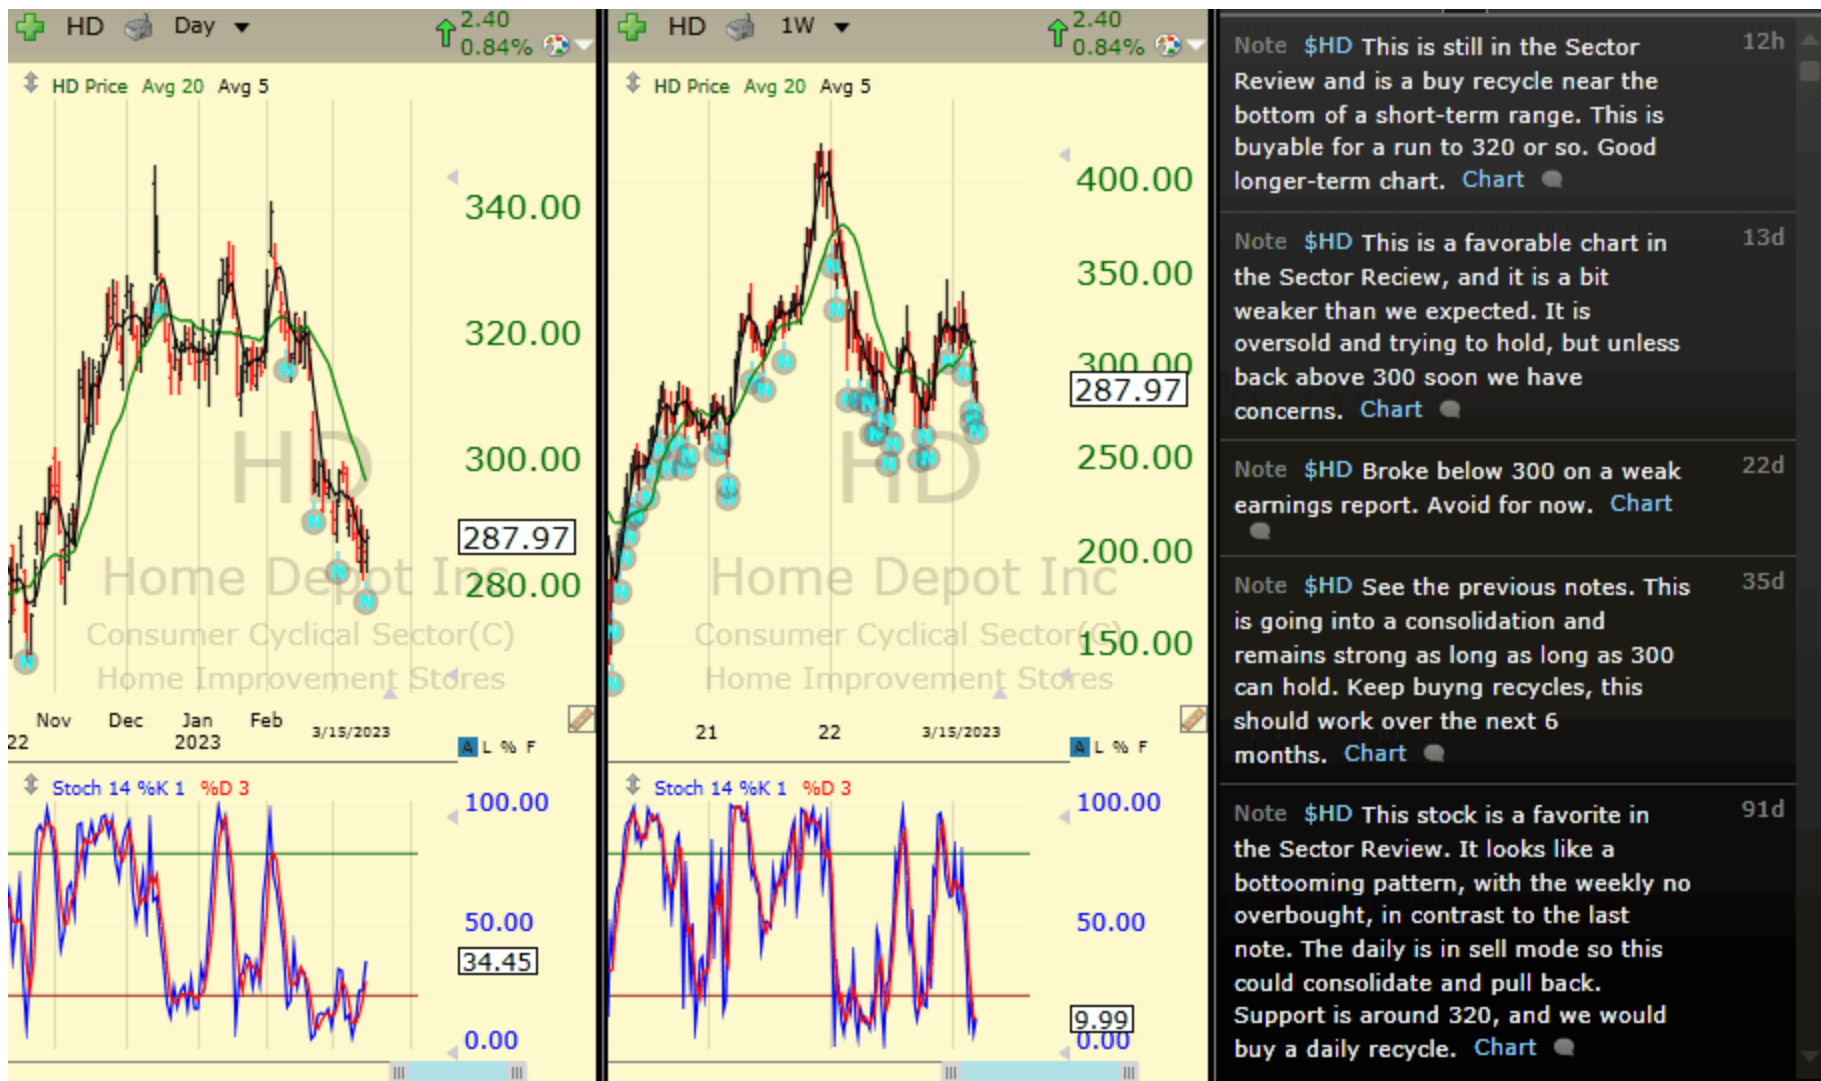 HD Day 2.40
0.84%
HD Price Avg 20 Avg 5
340.00
320.00
300.00
287.97
280.00
HD
Home Depot Inc
Consumer Cyclical Sector(C)
Home Improvement Stores
Nov Dec Jan Feb 3/15/2023
22 2023
A L % F
Stoch 14 %K 1 %D 3
100.00
50.00
34.45
0.00
HD 1W 2.40
0.84%
HD Price Avg 20 Avg 5
400.00
350.00
300.00
287.97
250.00
200.00
150.00
HD
Home Depot Inc
Consumer Cyclical Sector(C)
Home Improvement Stores
21 22 3/15/2023
A L % F
Stoch 14 %K 1 %D 3
100.00
50.00
9.99
0.00
Note $HD This is still in the Sector 12h
Review and is a buy recycle near the
bottom of a short-term range. This is
buyable for a run to 320 or so. Good
longer-term chart. Chart
Note $HD This is a favorable chart in 13d
the Sector Reciew, and it is a bit
weaker than we expected. It is
oversold and trying to hold, but unless
back above 300 soon we have
concerns. Chart
Note $HD Broke below 300 on a weak 22d
earnings report. Avoid for now. Chart
Note $HD See the previous notes. This 35d
is going into a consolidation and
remains strong as long as long as 300
can hold. Keep buyng recycles, this
should work over the next 6
months. Chart
Note $HD This stock is a favorite in 91d
the Sector Review. It looks like a
bottooming pattern, with the weekly no
overbought, in contrast to the last
note. The daily is in sell mode so this
could consolidate and pull back.
Support is around 320, and we would
buy a daily recycle. Chart